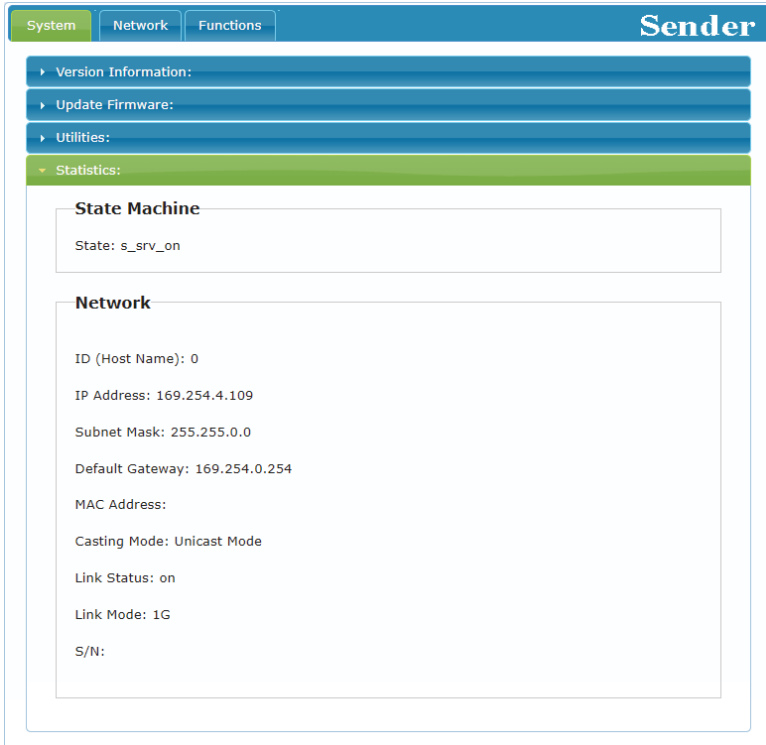 System Network Functions Sender
Version Information:
Update Firmware:
Utilities:
Statistics:
State Machine
State: s_srv_on
Network
ID (Host Name): 0
IP Address: 169.254.4.109
Subnet Mask: 255.255.0.0
Default Gateway: 169.254.0.254
MAC Address:
Casting Mode: Unicast Mode
Link Status: on
Link Mode: 1G
S/N: